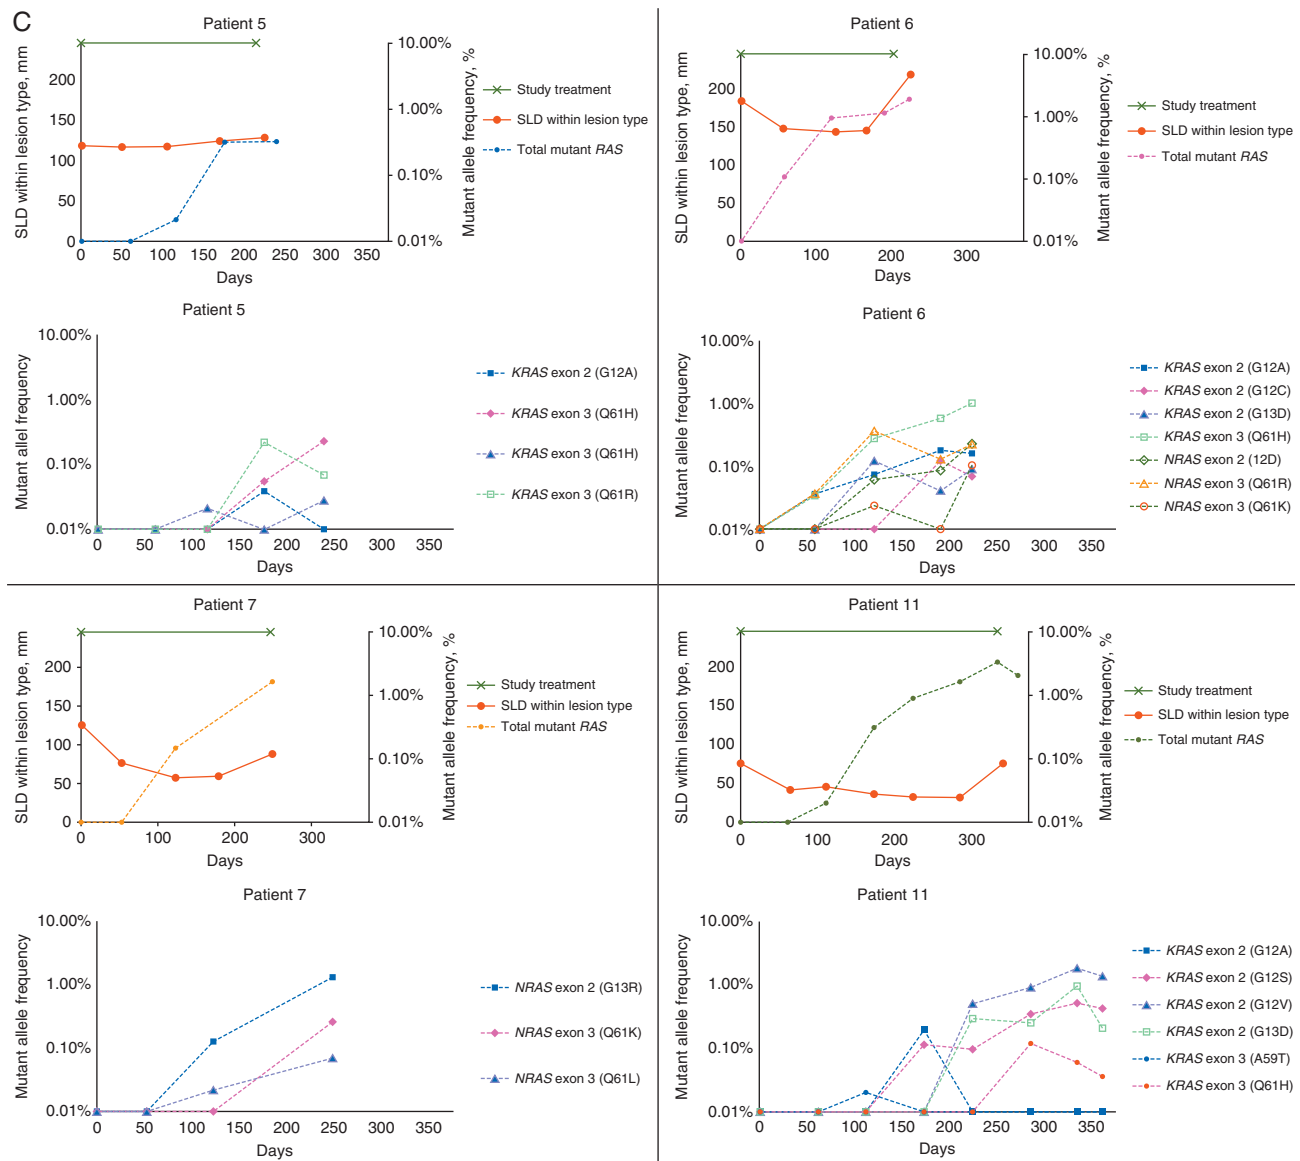 C
Patient 5
SLD within lesion type, mm
200
150
100
50
0
0 50 100 150 200 250 300 350
Days
10.00%
1.00%
0.10%
0.01%
Mutant allele frequency, %
Study treatment
SLD within lesion type
Total mutant RAS
Patient 5
Mutant allel frequency
10.00%
1.00%
0.10%
0.01%
0 50 100 150 200 250 300 350
Days
KRAS exon 2 (G12A)
KRAS exon 3 (Q61H)
KRAS exon 3 (Q61H)
KRAS exon 3 (Q61R)
Patient 6
SLD within lesion type, mm
200
150
100
50
0
0 100 200 300
Days
10.00%
1.00%
0.10%
0.01%
Mutant allele frequency, %
Study treatment
SLD within lesion type
Total mutant RAS
Patient 6
Mutant allele frequency
10.00%
1.00%
0.10%
0.01%
0 50 100 150 200 250 300 350
Days
KRAS exon 2 (G12A)
KRAS exon 2 (G12C)
KRAS exon 2 (G13D)
KRAS exon 3 (Q61H)
NRAS exon 2 (12D)
NRAS exon 3 (Q61R)
NRAS exon 3 (Q61K)
Patient 7
SLD within lesion type, mm
200
150
100
50
0
0 100 200 300
Days
10.00%
1.00%
0.10%
0.01%
Mutant allele frequency, %
Study treatment
SLD within lesion type
Total mutant RAS
Patient 7
Mutant allele frequency
10.00%
1.00%
0.10%
0.01%
0 50 100 150 200 250 300 350
Days
NRAS exon 2 (G13R)
NRAS exon 3 (Q61K)
NRAS exon 3 (Q61L)
Patient 11
SLD within lesion type, mm
200
150
100
50
0
0 100 200 300
Days
10.00%
1.00%
0.10%
0.01%
Mutant allele frequency, %
Study treatment
SLD within lesion type
Total mutant RAS
Patient 11
Mutant allele frequency
10.00%
1.00%
0.10%
0.01%
0 50 100 150 200 250 300 350
Days
KRAS exon 2 (G12A)
KRAS exon 2 (G12S)
KRAS exon 2 (G12V)
KRAS exon 2 (G13D)
KRAS exon 3 (A59T)
KRAS exon 3 (Q61H)